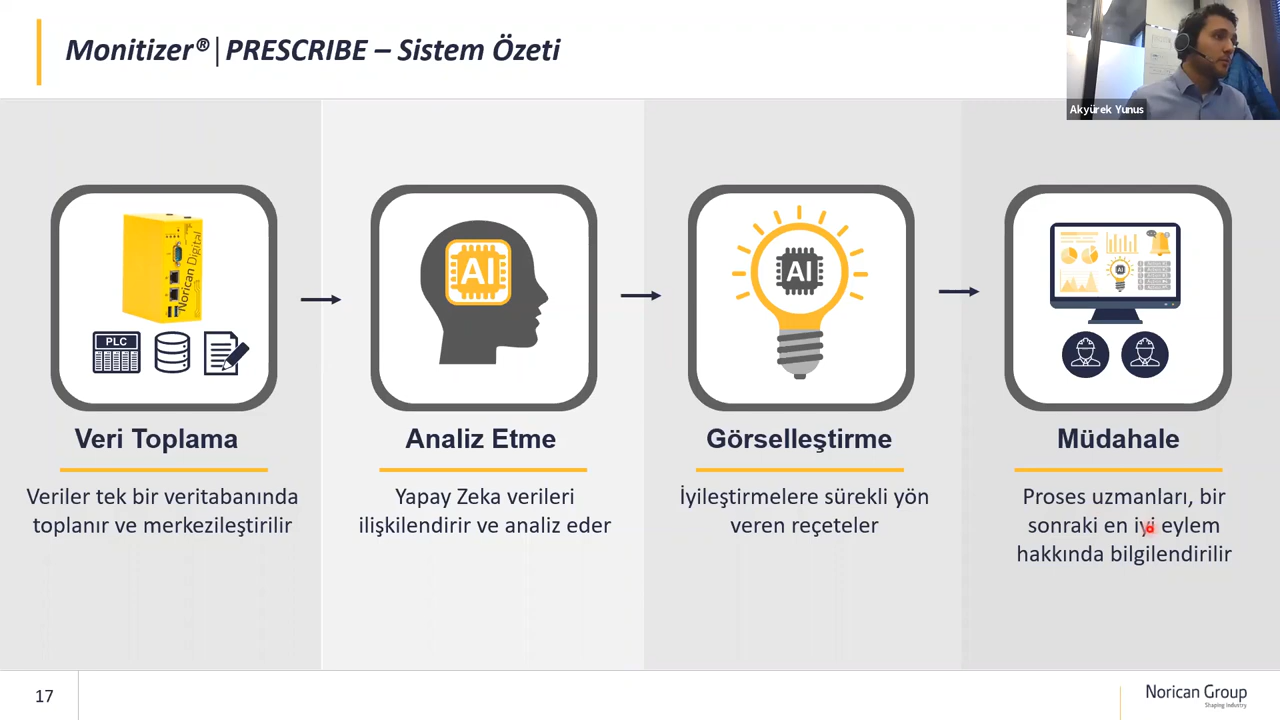 Monitizer®|PRESCRIBE – Sistem Özeti
Akyürek Yunus
Norican Digital
PLC
AI
AI
AI
Veri Toplama
Veriler tek bir veritabanında
toplanır ve merkezileştirilir
Analiz Etme
Yapay Zeka verileri
ilişkilendirir ve analiz eder
Görselleştirme
İyileştirmelere sürekli yön
veren reçeteler
Müdahale
Proses uzmanları, bir
sonraki en iyi eylem
hakkında bilgilendirilir
17
Norican Group
Shaping Industry